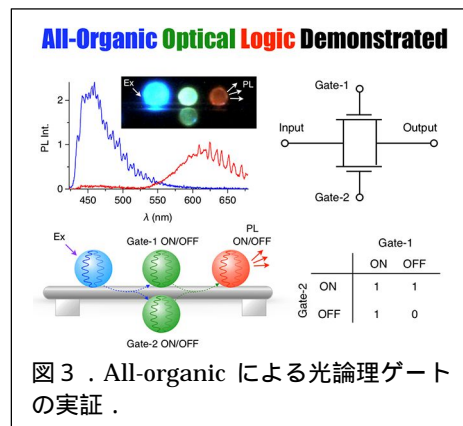 All-Organic Optical Logic Demonstrated
Ex
PL
PL Int.
2
1
0
450
500
550
600
650
λ (nm)
Gate-1
Input
Output
Gate-2
Ex
Gate-1 ON/OFF
PL
ON/OFF
Gate-2 ON/OFF
Gate-1
ON OFF
Gate-2
ON 1 1
OFF 1 0
図3．All-organic による光論理ゲート
の実証．